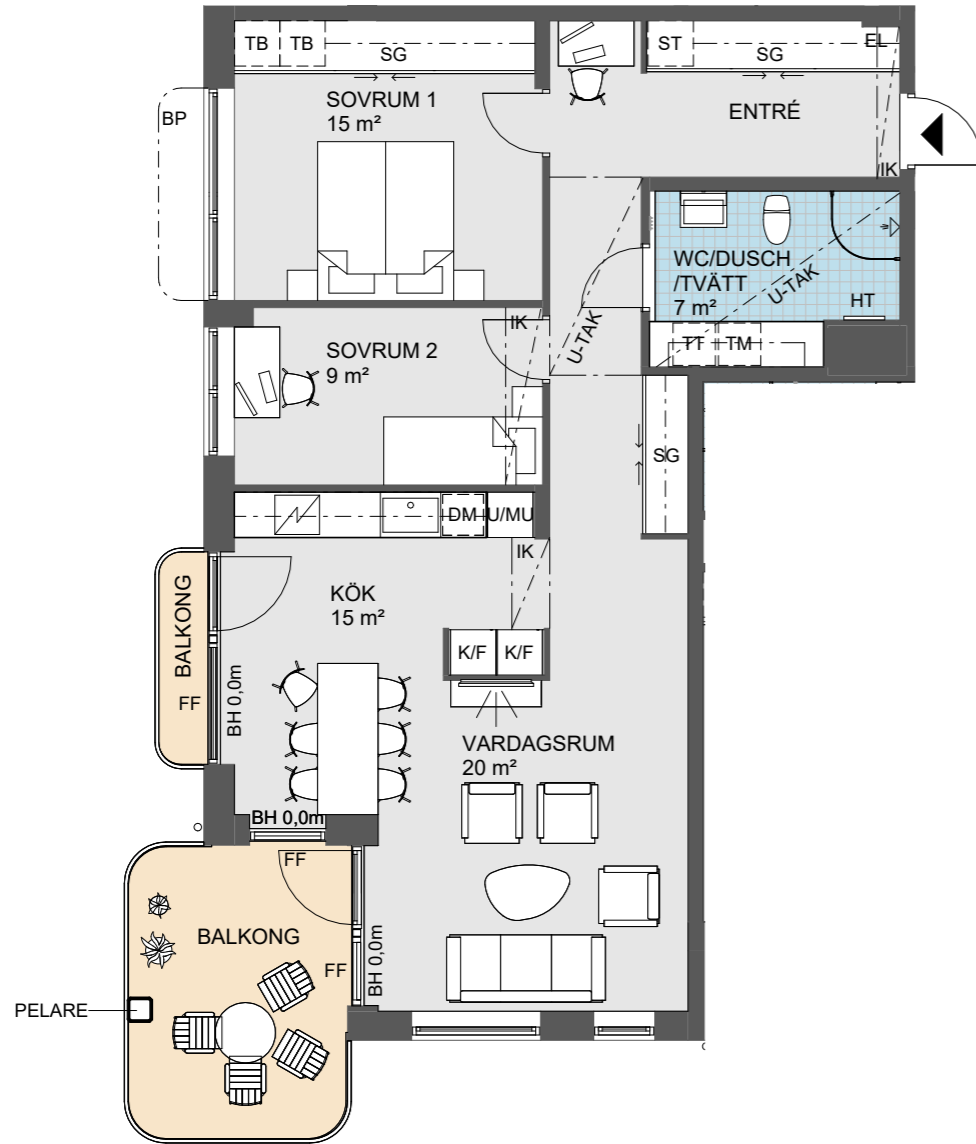 TB
TB
SG
ST
SG
EL
BP
SOVRUM 1
15 m²
ENTRÉ
IK
WC/DUSCH
/TVÄTT
7 m²
U-TAK
HT
TT
TM
U-TAK
IK
SOVRUM 2
9 m²
SG
DM
U/MU
IK
BALKONG
FF
BH 0,0m
KÖK
15 m²
K/F
K/F
VARDAGSRUM
20 m²
BH 0,0m
FF
BALKONG
FF
BH 0,0m
PELARE